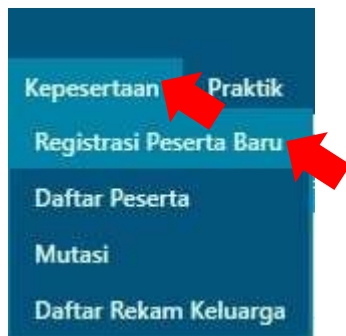 Kepesertaan Praktik
Registrasi Peserta Baru
Daftar Peserta
Mutasi
Daftar Rekam Keluarga